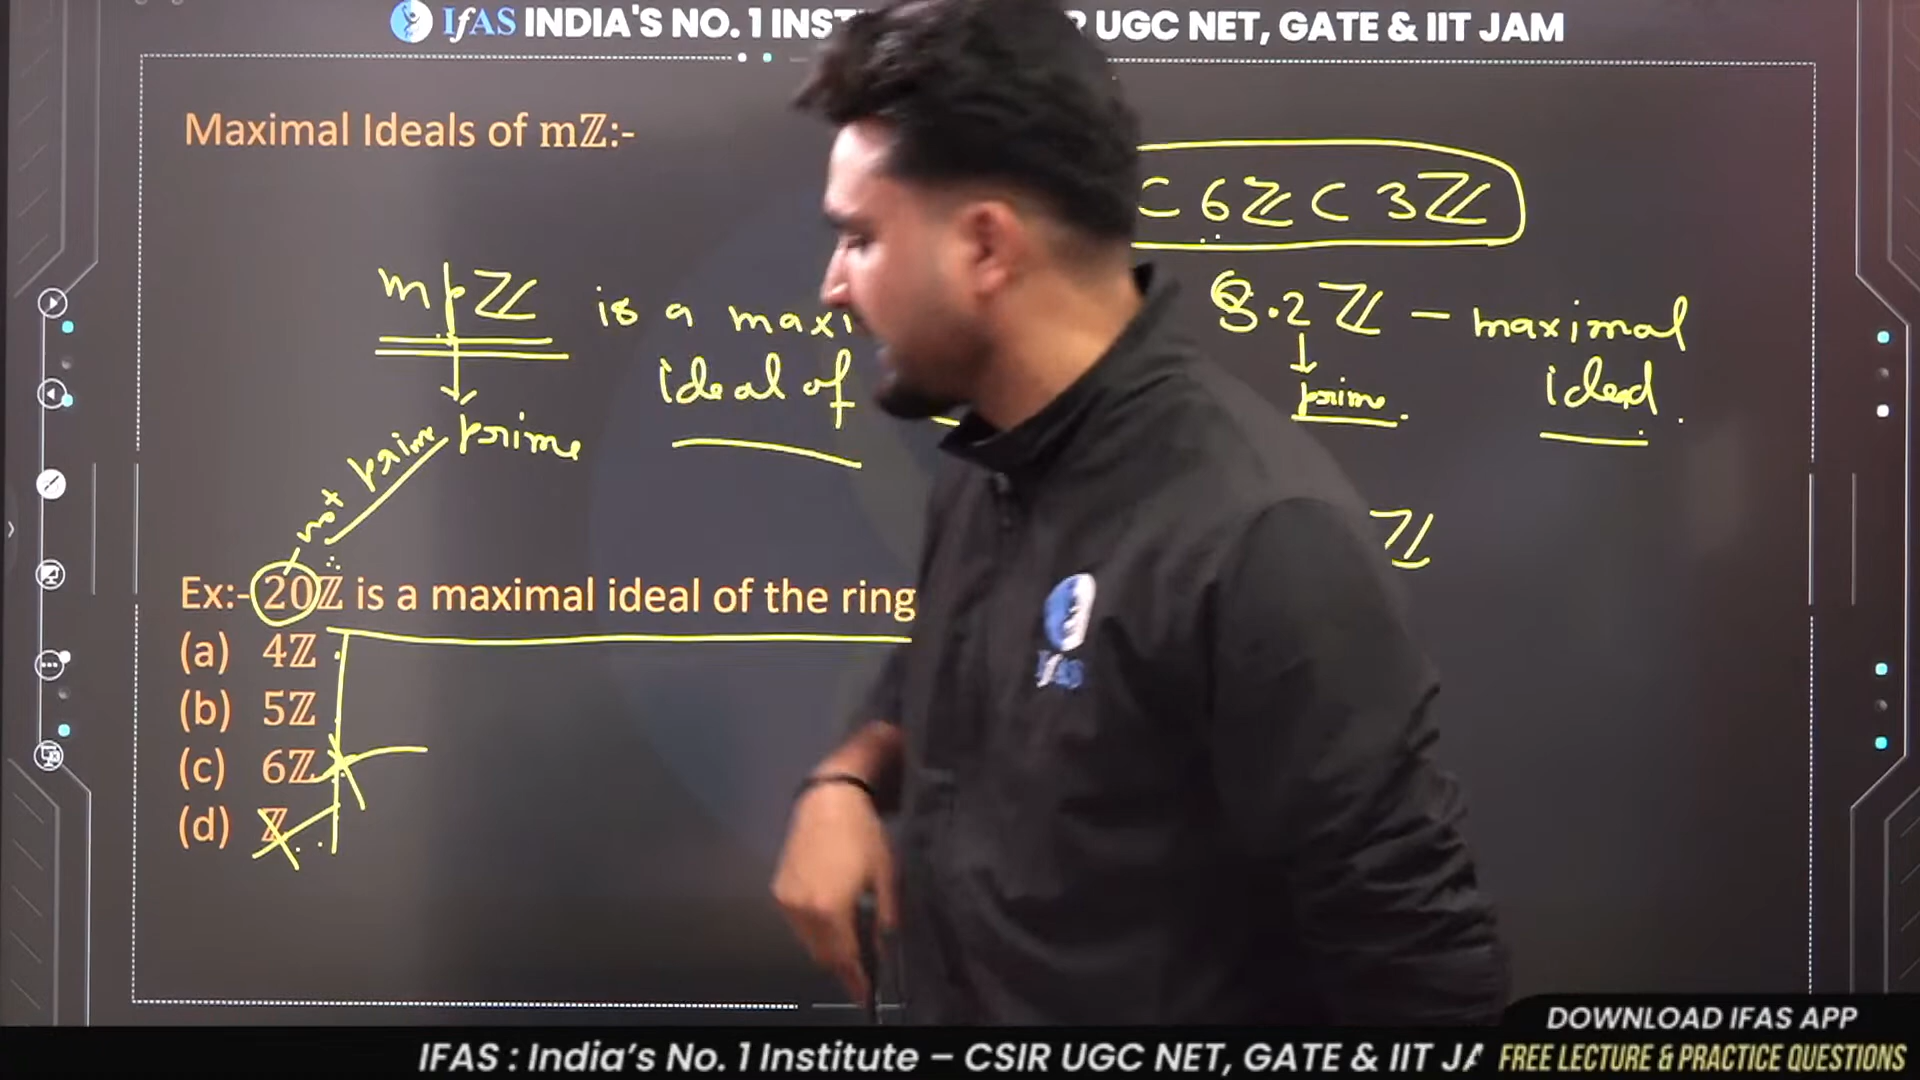 IfAS INDIA'S NO. 1 INST R UGC NET, GATE & IIT JAM
Maximal Ideals of mℤ:-
⊂ 6ℤ ⊂ 3ℤ
mpℤ is a maxi
ideal of
prime
not prime
3.2ℤ – maximal
ideal.
prime.
ℤ
Ex:- 20ℤ is a maximal ideal of the ring
(a) 4ℤ
(b) 5ℤ
(c) 6ℤ
(d) ℤ
IfAS
DOWNLOAD IFAS APP
IFAS : India's No. 1 Institute – CSIR UGC NET, GATE & IIT JA
FREE LECTURE & PRACTICE QUESTIONS